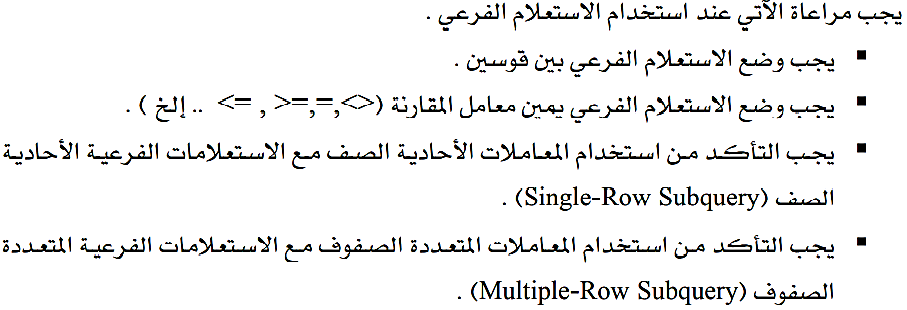 يجب مراعاة الآتي عند استخدام الاستعلام الفرعي .
▪ يجب وضع الاستعلام الفرعي بين قوسين .
▪ يجب وضع الاستعلام الفرعي يمين معامل المقارنة (<>,=,=< , => .. إلخ ) .
▪ يجب التأكد من استخدام المعاملات الأحادية الصف مع الاستعلامات الفرعية الأحادية
الصف (Single-Row Subquery) .
▪ يجب التأكد من استخدام المعاملات المتعددة الصفوف مع الاستعلامات الفرعية المتعددة
الصفوف (Multiple-Row Subquery) .